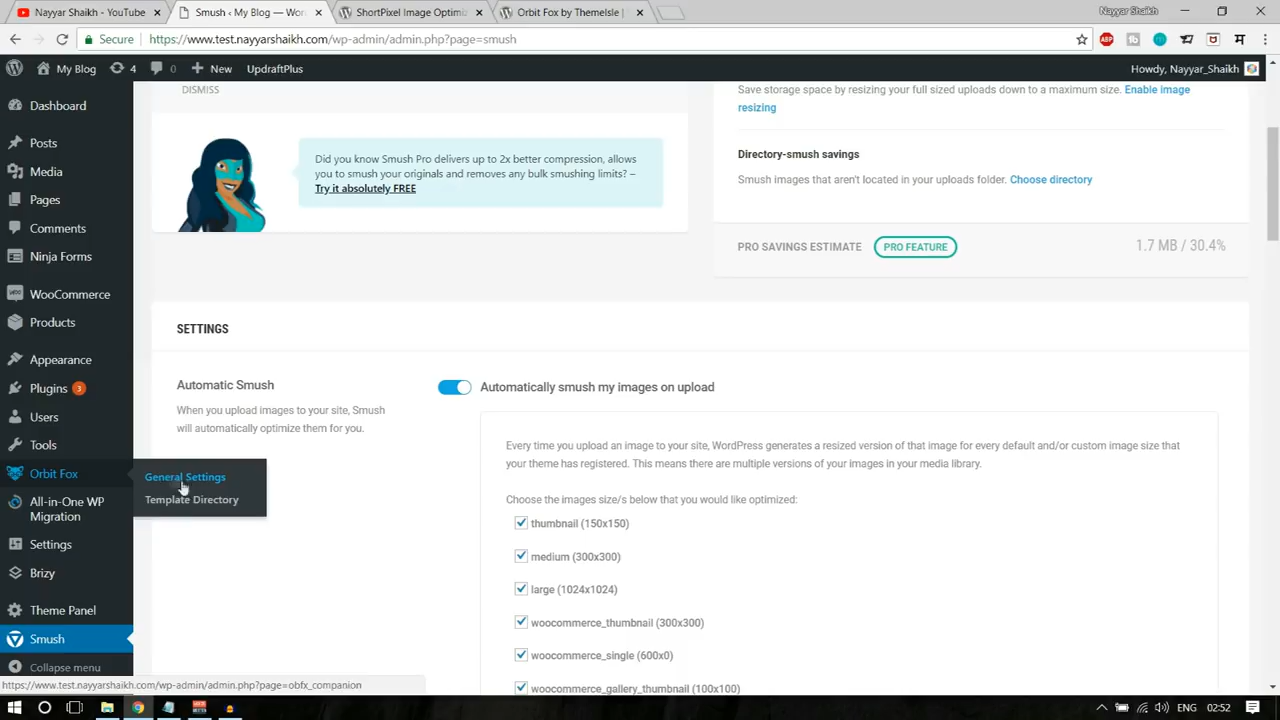 Nayyar Shaikh - YouTube
Smush ‹ My Blog — Wor
ShortPixel Image Optimiz
Orbit Fox by ThemeIsle |
Nayyar Shaikh
Secure
https://www.test.nayyarshaikh.com/wp-admin/admin.php?page=smush
My Blog
4
0
New
UpdraftPlus
Howdy, Nayyar_Shaikh
Dashboard
Posts
Media
Pages
Comments
Ninja Forms
WooCommerce
Products
Appearance
Plugins 3
Users
Tools
Orbit Fox
General Settings
Template Directory
All-in-One WP
Migration
Settings
Brizy
Theme Panel
Smush
Collapse menu
DISMISS
Did you know Smush Pro delivers up to 2x better compression, allows
you to smush your originals and removes any bulk smushing limits? –
Try it absolutely FREE
Save storage space by resizing your full sized uploads down to a maximum size. Enable image
resizing
Directory-smush savings
Smush images that aren't located in your uploads folder. Choose directory
PRO SAVINGS ESTIMATE
PRO FEATURE
1.7 MB / 30.4%
SETTINGS
Automatic Smush
When you upload images to your site, Smush
will automatically optimize them for you.
Automatically smush my images on upload
Every time you upload an image to your site, WordPress generates a resized version of that image for every default and/or custom image size that
your theme has registered. This means there are multiple versions of your images in your media library.
Choose the images size/s below that you would like optimized:
thumbnail (150x150)
medium (300x300)
large (1024x1024)
woocommerce_thumbnail (300x300)
woocommerce_single (600x0)
woocommerce_gallery_thumbnail (100x100)
https://www.test.nayyarshaikh.com/wp-admin/admin.php?page=obfx_companion
ENG
02:52